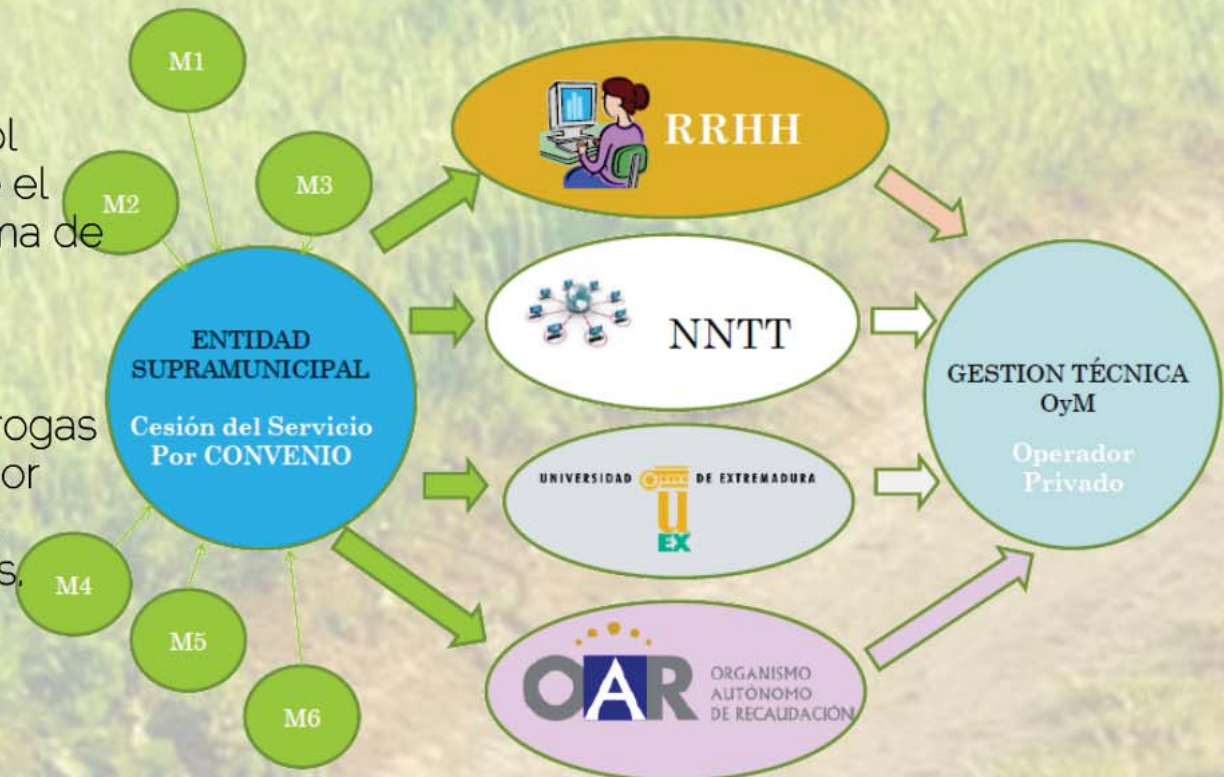 M1
M2
M3
ol
e el
ma de
rogas
or
s.
ENTIDAD
SUPRAMUNICIPAL
Cesión del Servicio
Por CONVENIO
M4
M5
M6
RRHH
NNTT
UNIVERSIDAD DE EXTREMADURA
U
EX
OAR ORGANISMO
AUTÓNOMO
DE RECAUDACIÓN
GESTION TÉCNICA
OyM
Operador
Privado